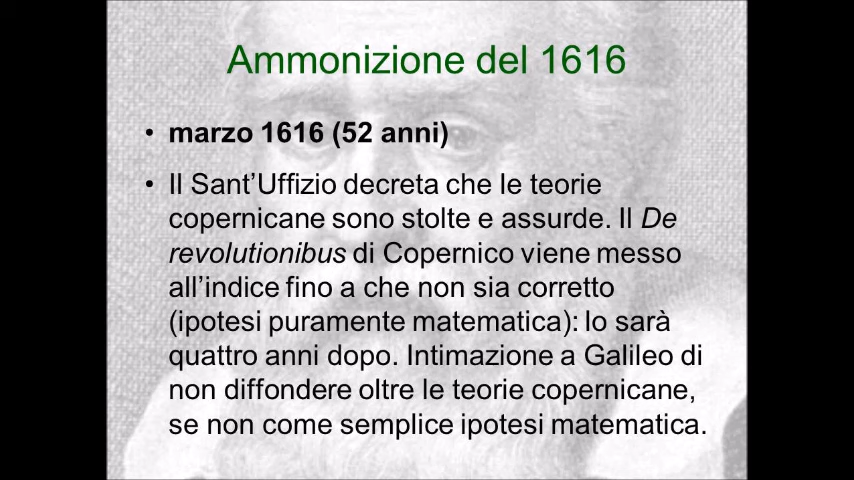 Ammonizione del 1616
• marzo 1616 (52 anni)
• Il Sant’Uffizio decreta che le teorie
copernicane sono stolte e assurde. Il De
revolutionibus di Copernico viene messo
all’indice fino a che non sia corretto
(ipotesi puramente matematica): lo sarà
quattro anni dopo. Intimazione a Galileo di
non diffondere oltre le teorie copernicane,
se non come semplice ipotesi matematica.